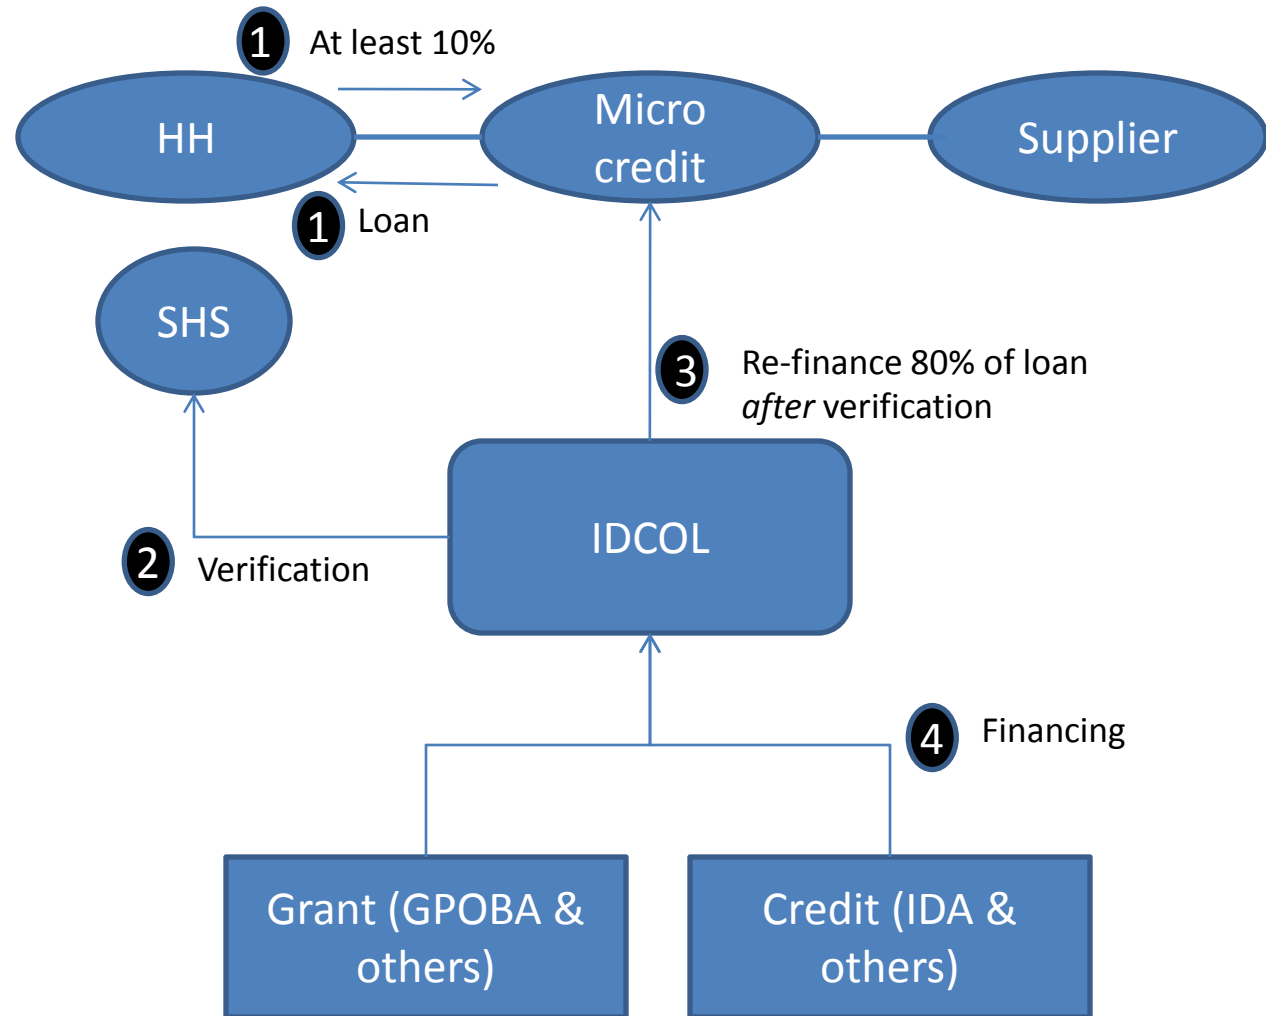 1 At least 10%
HH
Micro
credit
Supplier
1 Loan
SHS
3 Re-finance 80% of loan
after verification
IDCOL
2 Verification
4 Financing
Grant (GPOBA &
others)
Credit (IDA &
others)